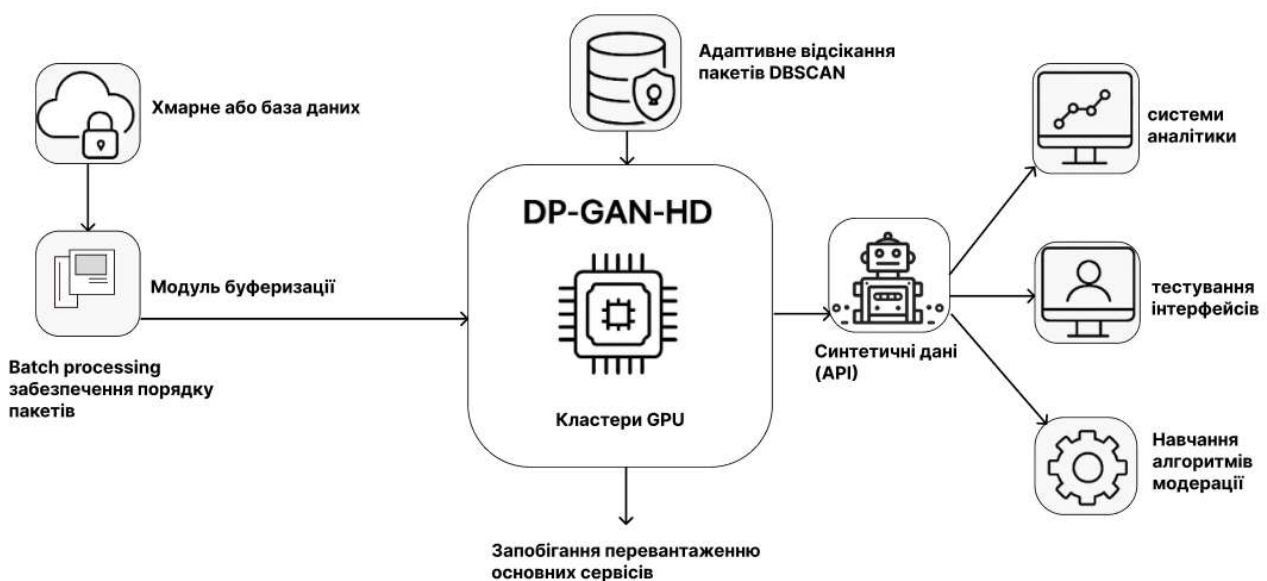 Хмарне або база даних
Модуль буферизації
Batch processing
забезпечення порядку
пакетів
Адаптивне відсікання
пакетів DBSCAN
DP-GAN-HD
Кластери GPU
Запобігання перевантаженню
основних сервісів
Синтетичні дані
(API)
системи
аналітики
тестування
інтерфейсів
Навчання
алгоритмів
модерації